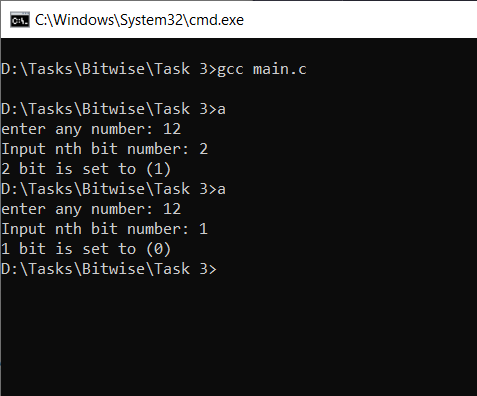 C:\Windows\System32\cmd.exe
D:\Tasks\Bitwise\Task 3>gcc main.c
D:\Tasks\Bitwise\Task 3>a
enter any number: 12
Input nth bit number: 2
2 bit is set to (1)
D:\Tasks\Bitwise\Task 3>a
enter any number: 12
Input nth bit number: 1
1 bit is set to (0)
D:\Tasks\Bitwise\Task 3>